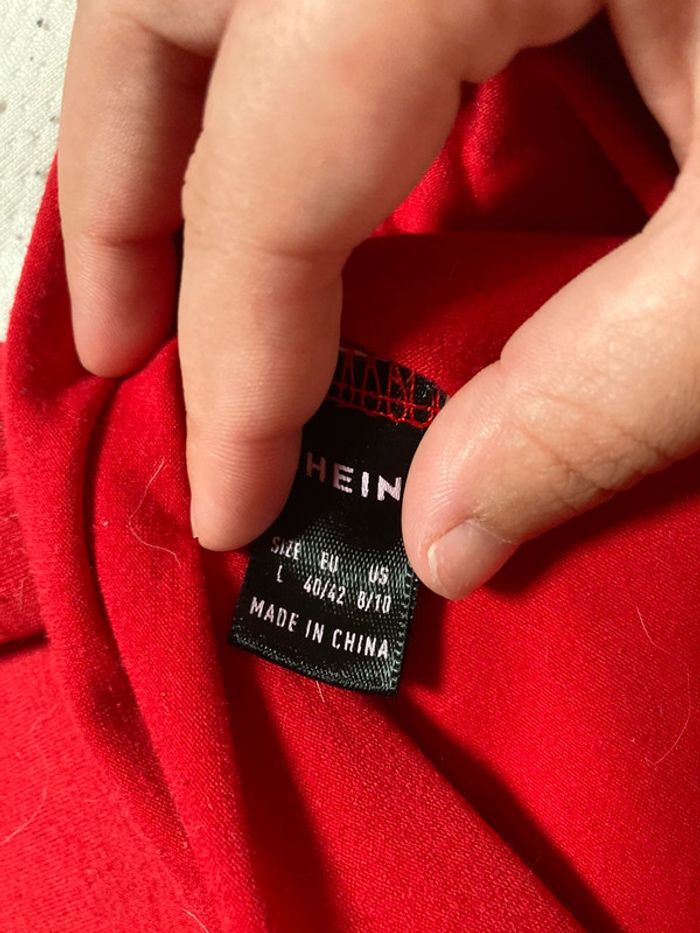 HEIN
SIZE EU US
L 40/42 8/10
MADE IN CHINA